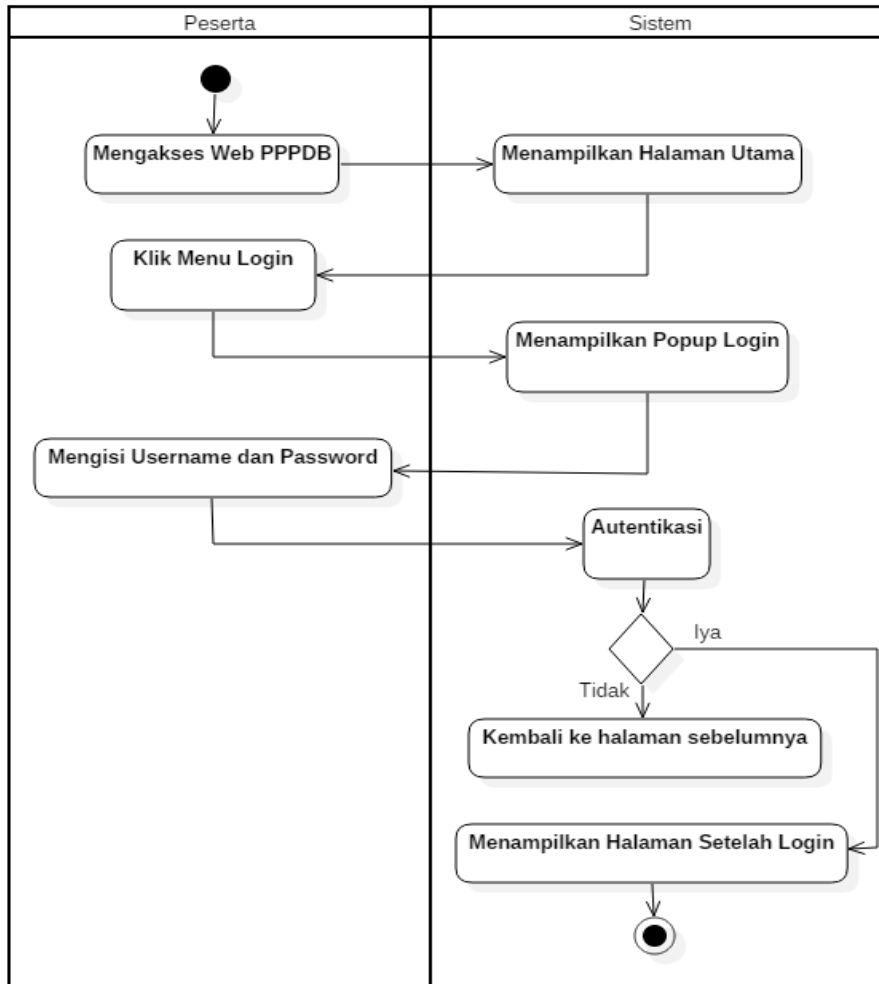 Peserta
Sistem
Mengakses Web PPPDB
Menampilkan Halaman Utama
Klik Menu Login
Menampilkan Popup Login
Mengisi Username dan Password
Autentikasi
Iya
Tidak
Kembali ke halaman sebelumnya
Menampilkan Halaman Setelah Login